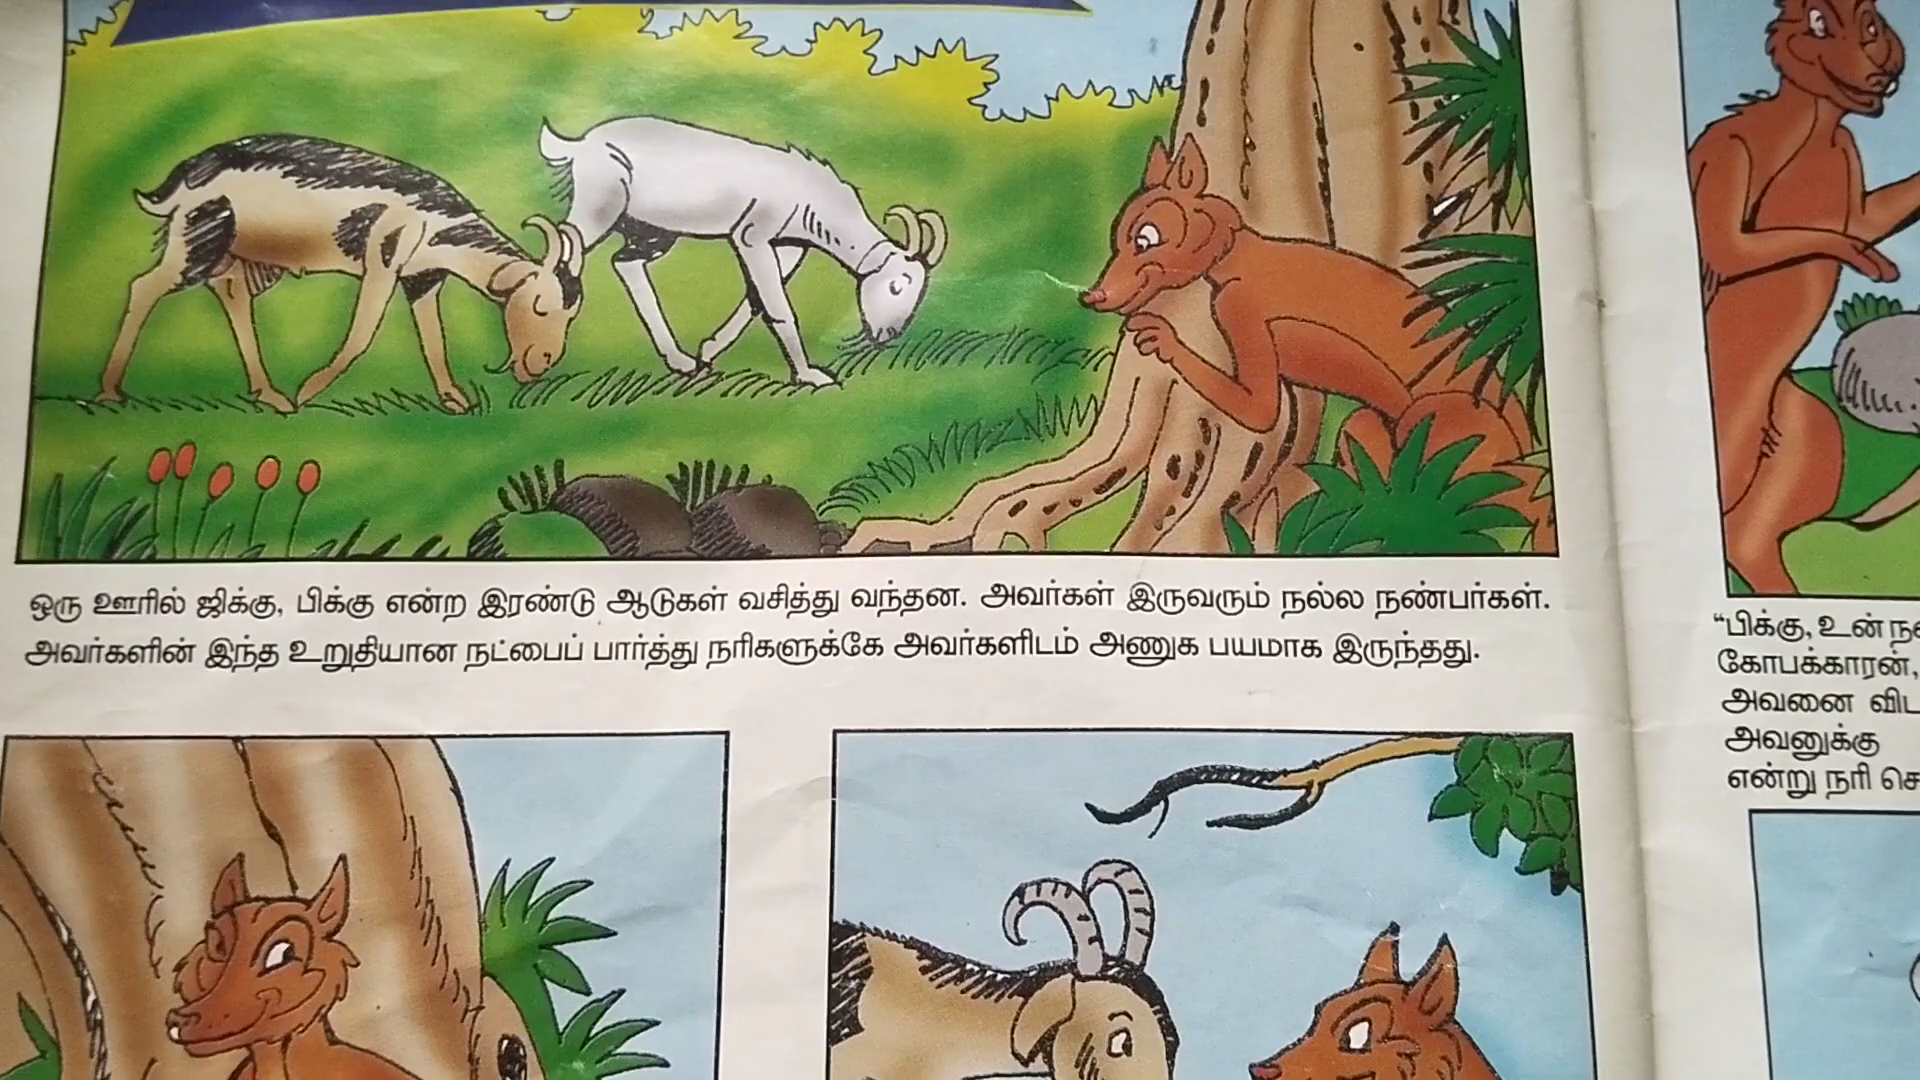 ஒரு ஊரில் ஜிக்கு, பிக்கு என்ற இரண்டு ஆடுகள் வசித்து வந்தன. அவர்கள் இருவரும் நல்ல நண்பர்கள்.
அவர்களின் இந்த உறுதியான நட்பைப் பார்த்து நரிகளுக்கே அவர்களிடம் அணுக பயமாக இருந்தது.
“பிக்கு, உன்
கோபக்காரன்,
அவனை
அவனுக்கு
என்று நரி